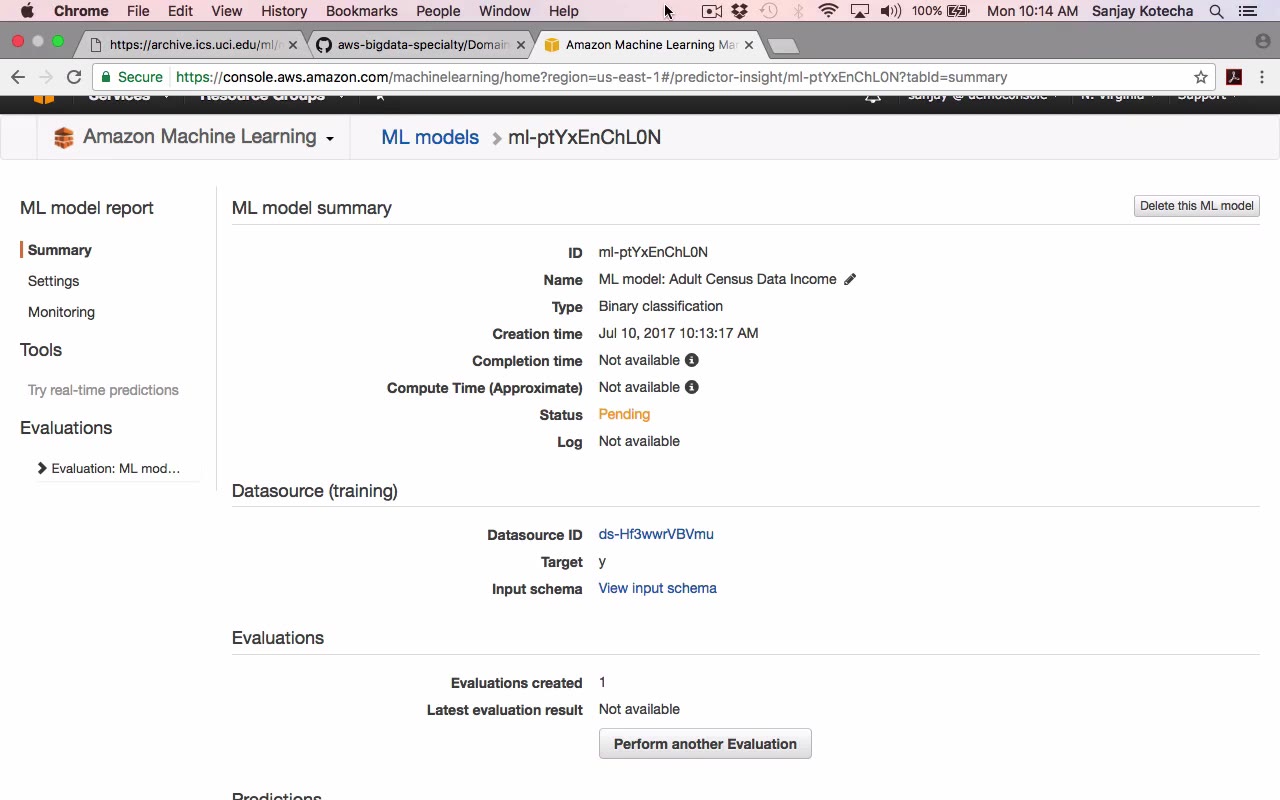 Chrome File Edit View History Bookmarks People Window Help 100% Mon 10:14 AM Sanjay Kotecha
https://archive.ics.uci.edu/ml/ aws-bigdata-specialty/Domain Amazon Machine Learning Ma
Secure https://console.aws.amazon.com/machinelearning/home?region=us-east-1#/predictor-insight/ml-ptYxEnChL0N?tabId=summary
Services Resource Groups sanjay @ democonsole N. Virginia Support
Amazon Machine Learning ML models ml-ptYxEnChL0N
ML model report
Summary
Settings
Monitoring
Tools
Try real-time predictions
Evaluations
Evaluation: ML mod…
ML model summary Delete this ML model
ID ml-ptYxEnChL0N
Name ML model: Adult Census Data Income
Type Binary classification
Creation time Jul 10, 2017 10:13:17 AM
Completion time Not available
Compute Time (Approximate) Not available
Status Pending
Log Not available
Datasource (training)
Datasource ID ds-Hf3wwrVBVmu
Target y
Input schema View input schema
Evaluations
Evaluations created 1
Latest evaluation result Not available
Perform another Evaluation
Predictions